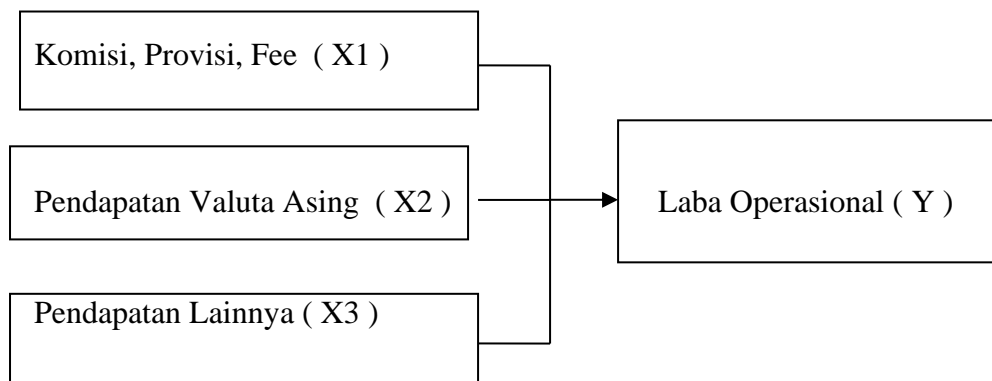 Komisi, Provisi, Fee ( X1 )
Pendapatan Valuta Asing ( X2 )
Laba Operasional ( Y )
Pendapatan Lainnya ( X3 )